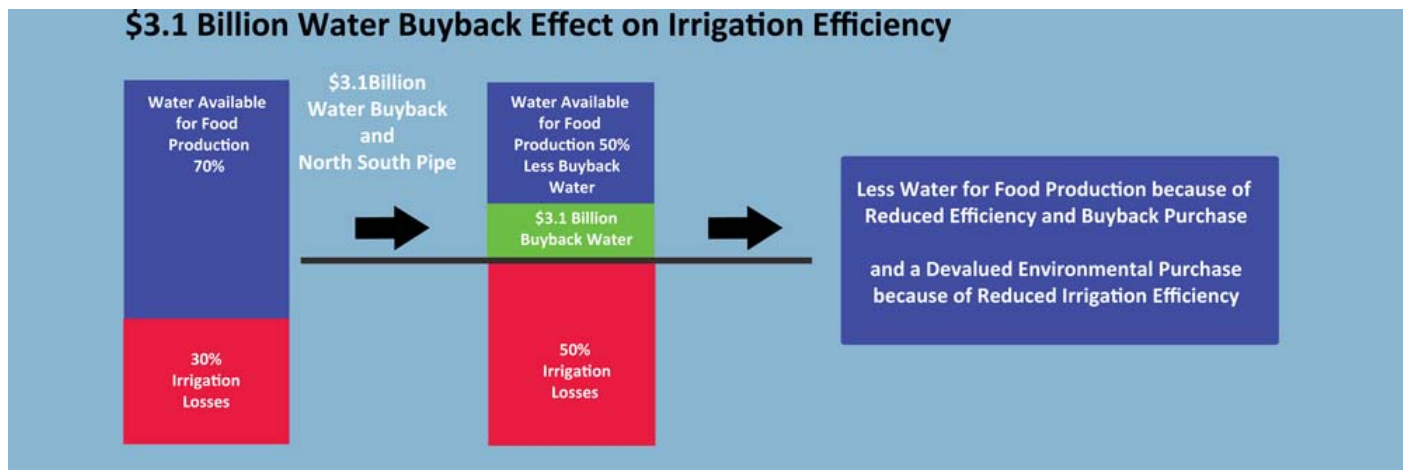 $3.1 Billion Water Buyback Effect on Irrigation Efficiency
Water Available
for Food
Production
70%
30%
Irrigation
Losses
$3.1Billion
Water Buyback
and
North South Pipe
Water Available
for Food
Production 50%
Less Buyback
Water
$3.1 Billion
Buyback Water
50%
Irrigation
Losses
Less Water for Food Production because of
Reduced Efficiency and Buyback Purchase
and a Devalued Environmental Purchase
because of Reduced Irrigation Efficiency